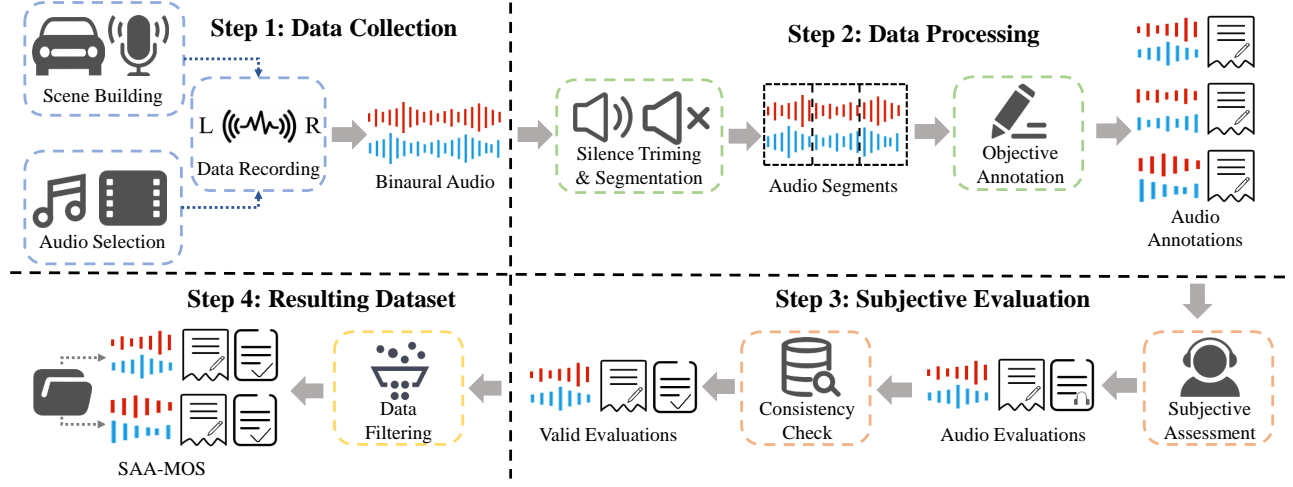 Step 1: Data Collection
Scene Building
L
R
Data Recording
Audio Selection
Binaural Audio
Step 2: Data Processing
Silence Triming
& Segmentation
Audio Segments
Objective
Annotation
Audio
Annotations
Step 3: Subjective Evaluation
Subjective
Assessment
Audio Evaluations
Consistency
Check
Valid Evaluations
Step 4: Resulting Dataset
Data
Filtering
SAA-MOS